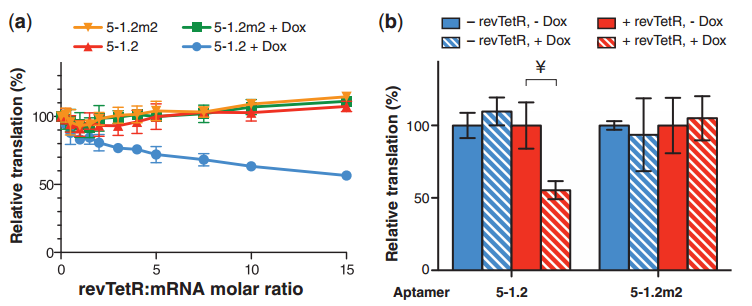 (a)
5-1.2m2
5-1.2m2 + Dox
5-1.2
5-1.2 + Dox
Relative translation (%)
100
50
0
0
5
10
15
revTetR:mRNA molar ratio
(b)
– revTetR, - Dox
+ revTetR, - Dox
– revTetR, + Dox
+ revTetR, + Dox
¥
Relative translation (%)
100
50
0
Aptamer
5-1.2
5-1.2m2